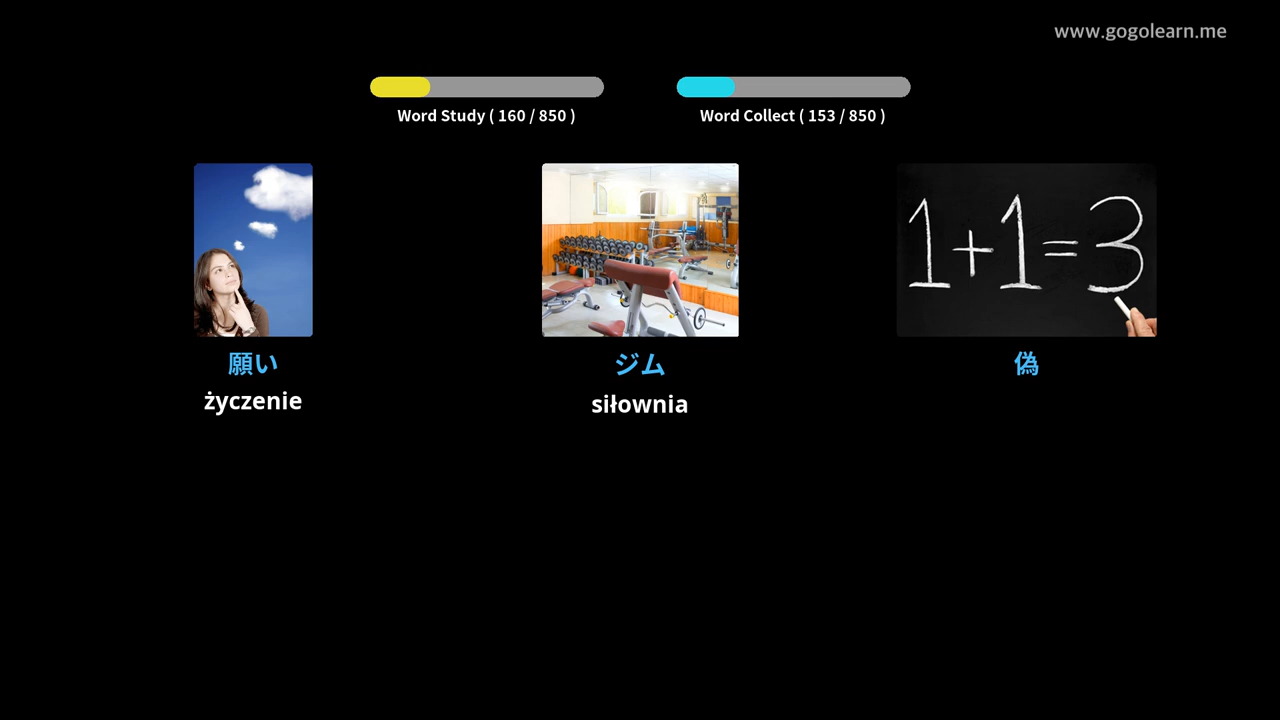 www.gogolearn.me
Word Study ( 160 / 850 )
Word Collect ( 153 / 850 )
1+1=3
願い
ジム
偽
życzenie
siłownia